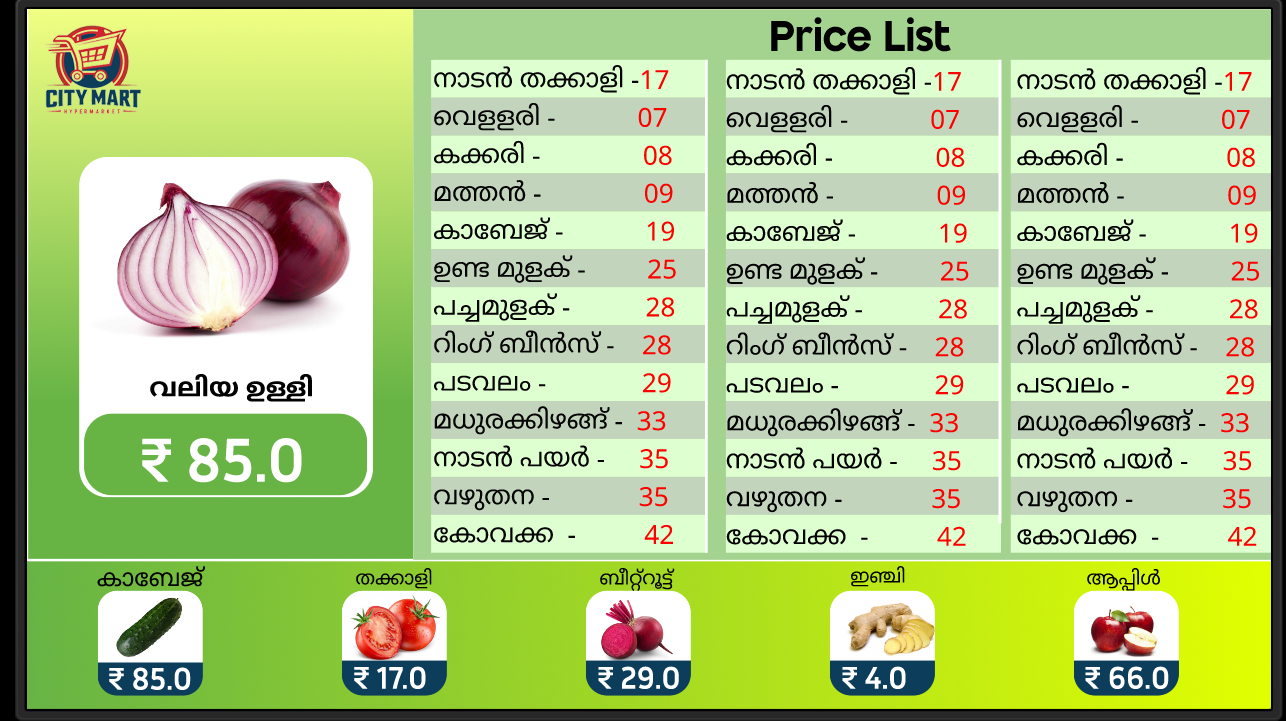 CITY MART
HYPERMARKET
Price List
നാടൻ തക്കാളി -17
വെളളരി - 07
കക്കരി - 08
മത്തൻ - 09
കാബേജ് - 19
ഉണ്ട മുളക് - 25
പച്ചമുളക് - 28
റിംഗ് ബീൻസ് - 28
പടവലം - 29
മധുരക്കിഴങ്ങ് - 33
നാടൻ പയർ - 35
വഴുതന - 35
കോവക്ക - 42
നാടൻ തക്കാളി -17
വെളളരി - 07
കക്കരി - 08
മത്തൻ - 09
കാബേജ് - 19
ഉണ്ട മുളക് - 25
പച്ചമുളക് - 28
റിംഗ് ബീൻസ് - 28
പടവലം - 29
മധുരക്കിഴങ്ങ് - 33
നാടൻ പയർ - 35
വഴുതന - 35
കോവക്ക - 42
നാടൻ തക്കാളി -17
വെളളരി - 07
കക്കരി - 08
മത്തൻ - 09
കാബേജ് - 19
ഉണ്ട മുളക് - 25
പച്ചമുളക് - 28
റിംഗ് ബീൻസ് - 28
പടവലം - 29
മധുരക്കിഴങ്ങ് - 33
നാടൻ പയർ - 35
വഴുതന - 35
കോവക്ക - 42
വലിയ ഉള്ളി
₹ 85.0
കാബേജ്
₹ 85.0
തക്കാളി
₹ 17.0
ബീറ്റ്റൂട്ട്
₹ 29.0
ഇഞ്ചി
₹ 4.0
ആപ്പിൾ
₹ 66.0